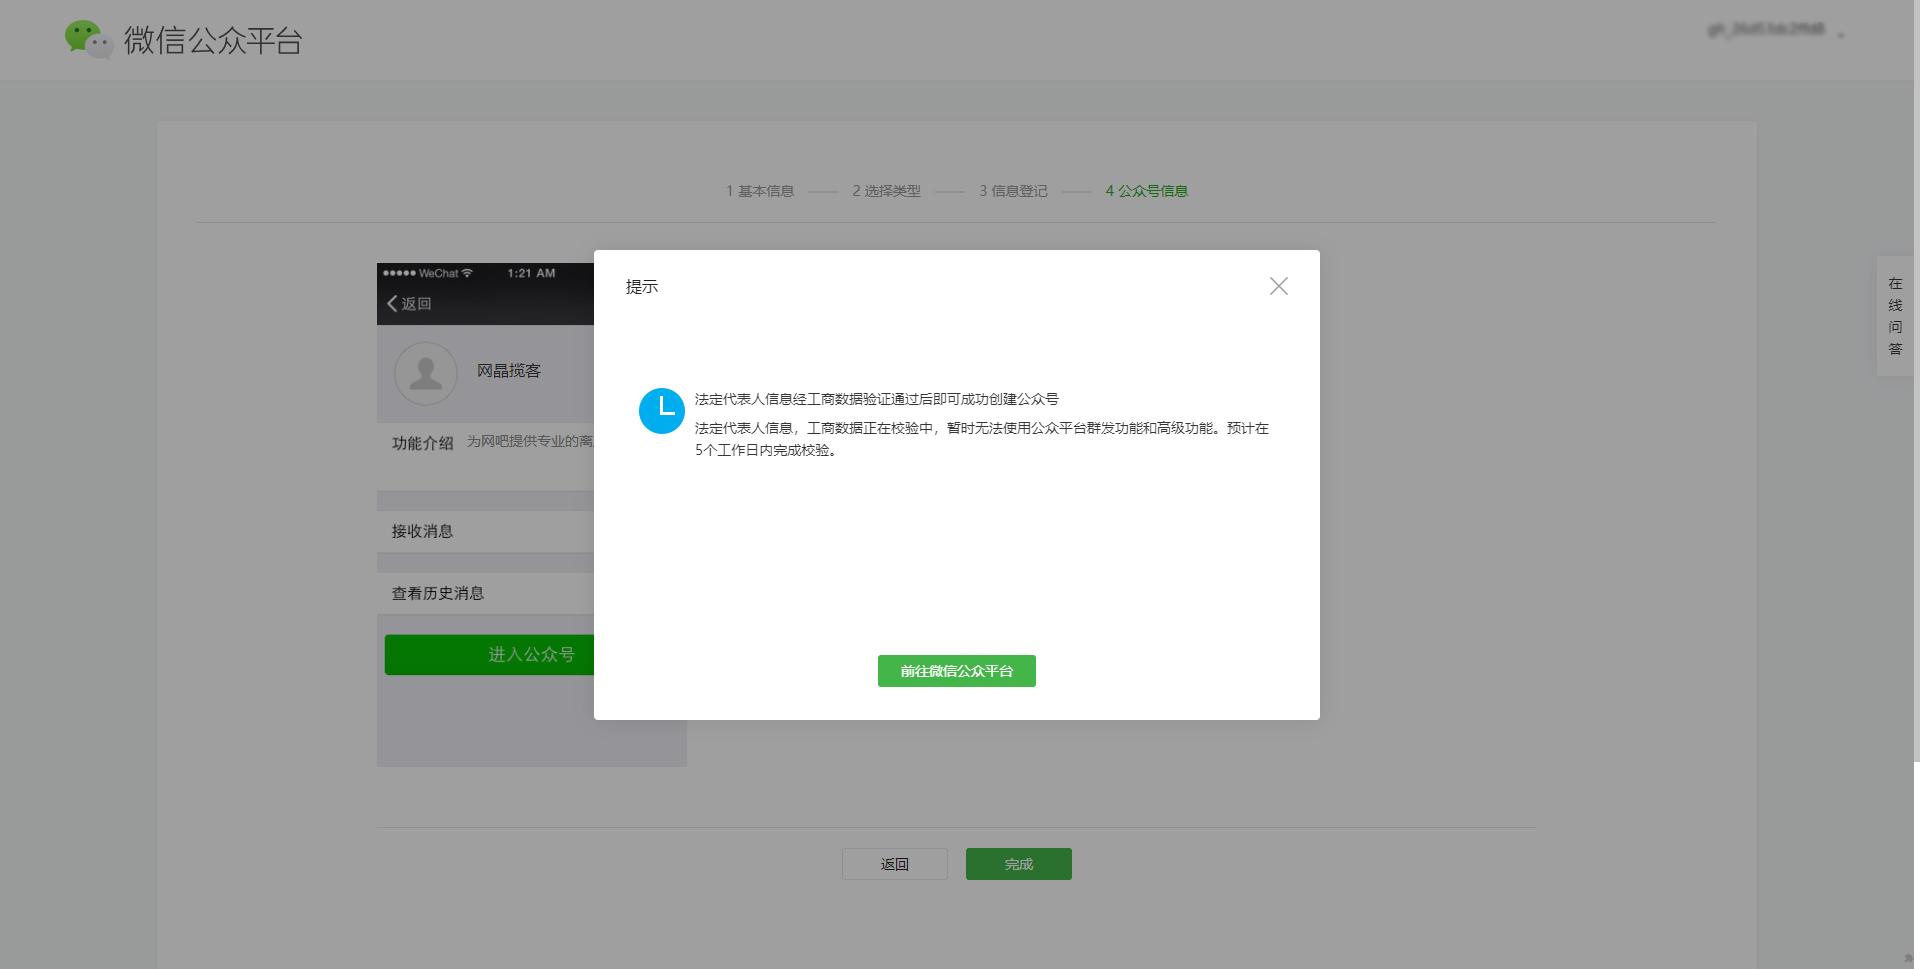 微信公众平台
1 基本信息 2 选择类型 3 信息登记 4 公众号信息
WeChat 1:21 AM
返回
网晶揽客
功能介绍 为网吧提供专业的离
接收消息
查看历史消息
进入公众号
提示
法定代表人信息经工商数据验证通过后即可成功创建公众号
法定代表人信息，工商数据正在校验中，暂时无法使用公众平台群发功能和高级功能。预计在
5个工作日内完成校验。
前往微信公众平台
返回 完成
在
线
问
答